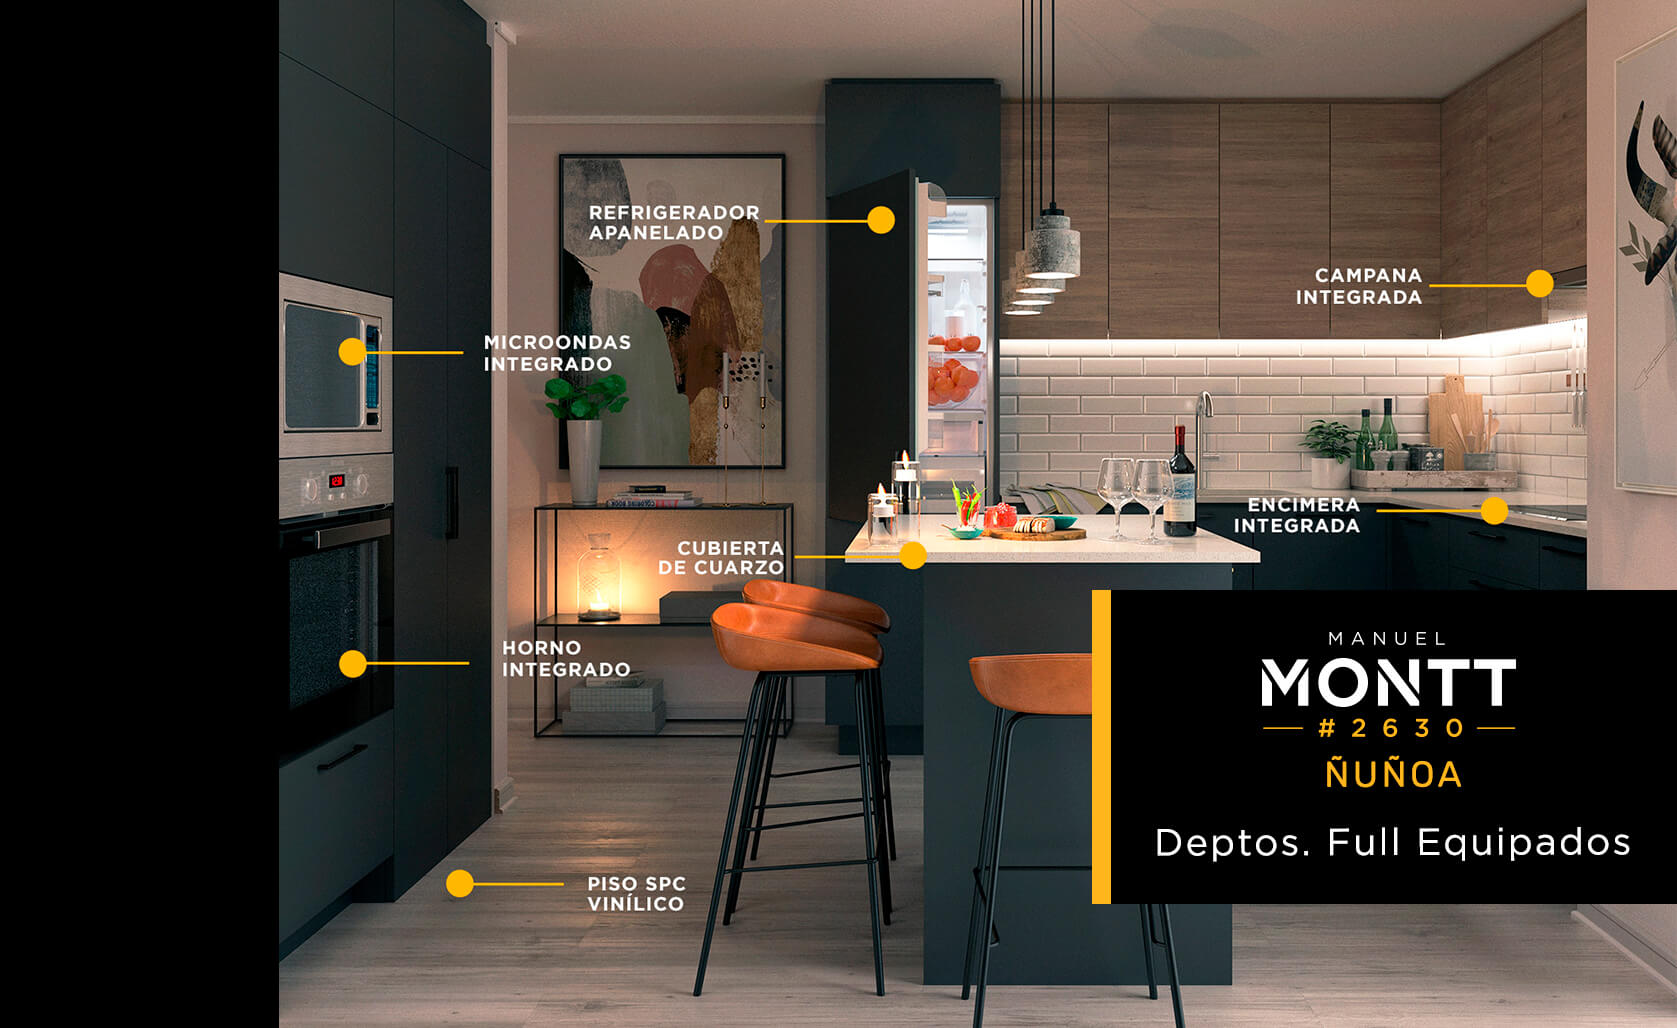 REFRIGERADOR
APANELADO
CAMPANA
INTEGRADA
MICROONDAS
INTEGRADO
ENCIMERA
INTEGRADA
CUBIERTA
DE CUARZO
HORNO
INTEGRADO
PISO SPC
VINÍLICO
MANUEL
MONTT
#2630
ÑUÑOA
Deptos. Full Equipados